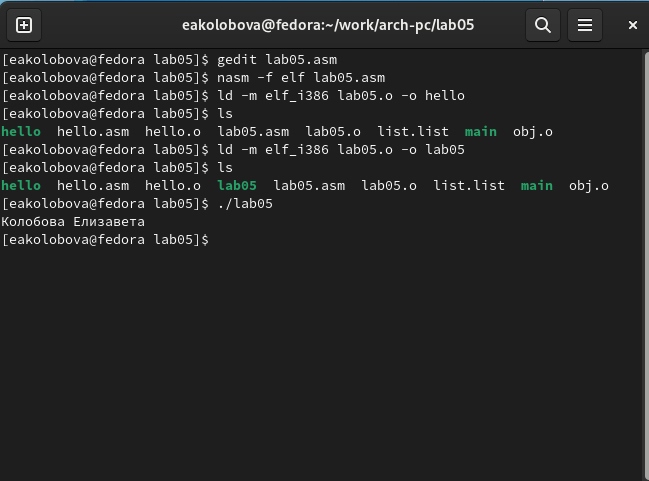 eakolobova@fedora:~/work/arch-pc/lab05
[eakolobova@fedora lab05]$ gedit lab05.asm
[eakolobova@fedora lab05]$ nasm -f elf lab05.asm
[eakolobova@fedora lab05]$ ld -m elf_i386 lab05.o -o hello
[eakolobova@fedora lab05]$ ls
hello  hello.asm  hello.o  lab05.asm  lab05.o  list.list  main  obj.o
[eakolobova@fedora lab05]$ ld -m elf_i386 lab05.o -o lab05
[eakolobova@fedora lab05]$ ls
hello  hello.asm  hello.o  lab05  lab05.asm  lab05.o  list.list  main  obj.o
[eakolobova@fedora lab05]$ ./lab05
Колобова Елизавета
[eakolobova@fedora lab05]$